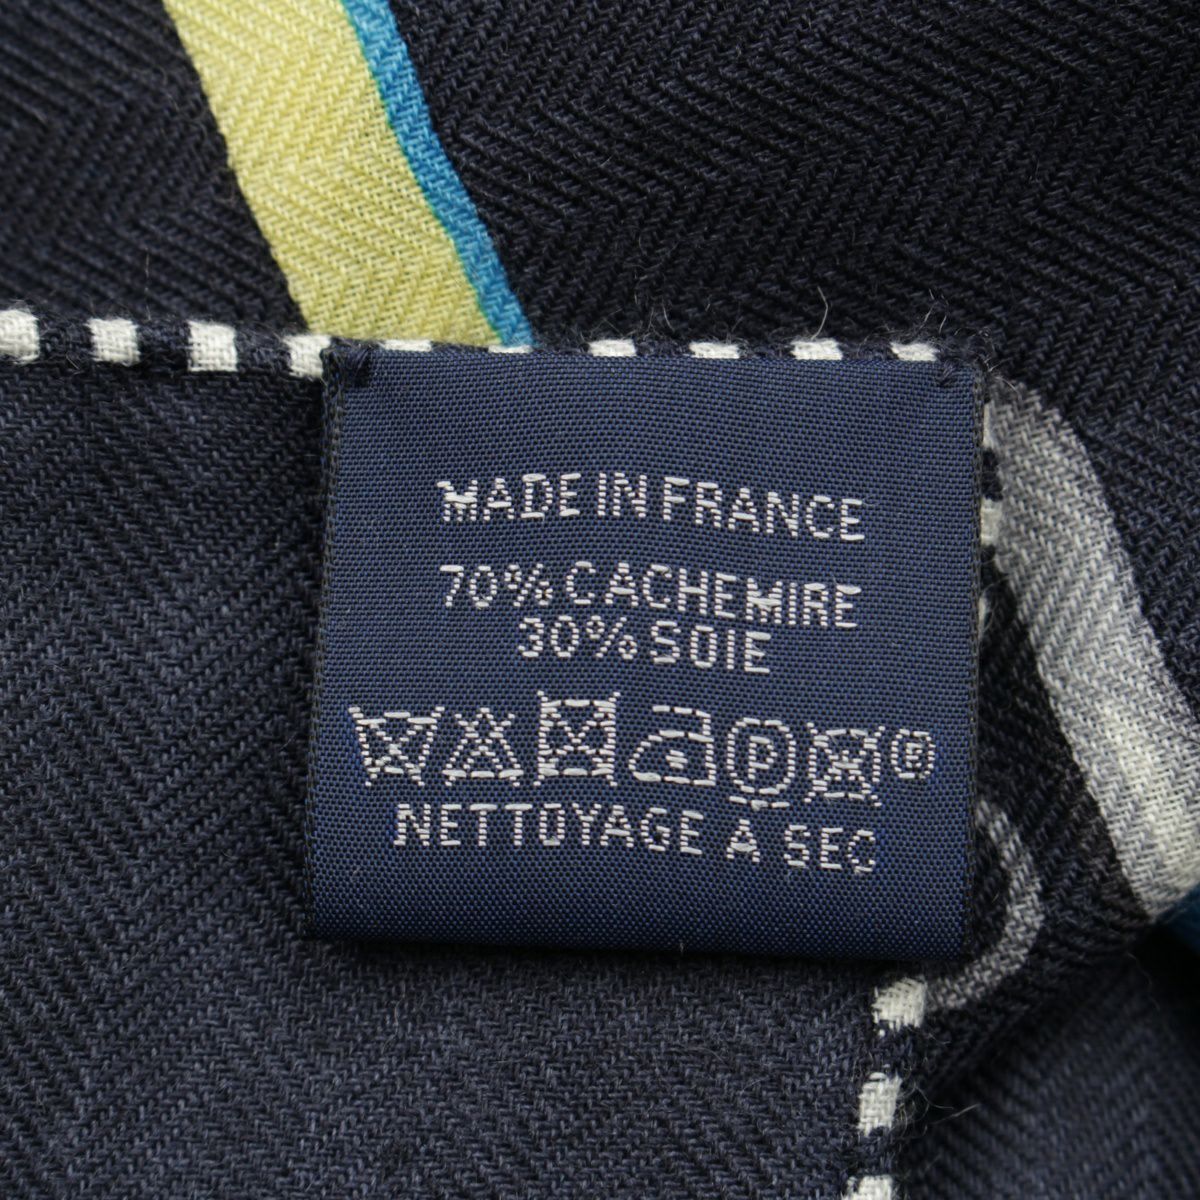 MADE IN FRANCE
70% CACHEMIRE
30% SOIE
P ®
NETTOYAGE A SEC